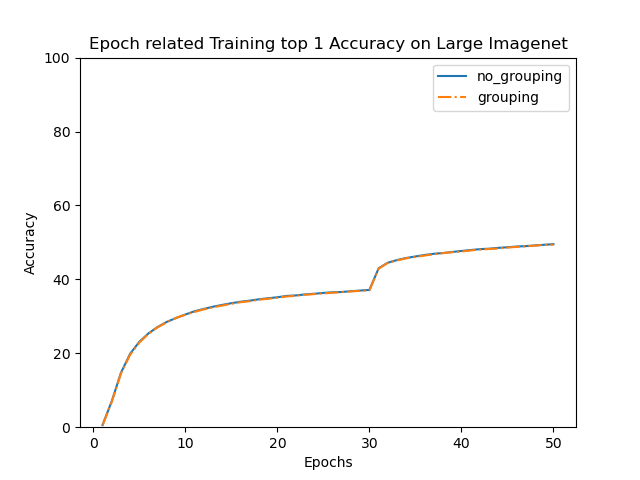 Epoch related Training top 1 Accuracy on Large Imagenet
no_grouping
grouping
100
80
60
40
20
0
Accuracy
0 10 20 30 40 50
Epochs